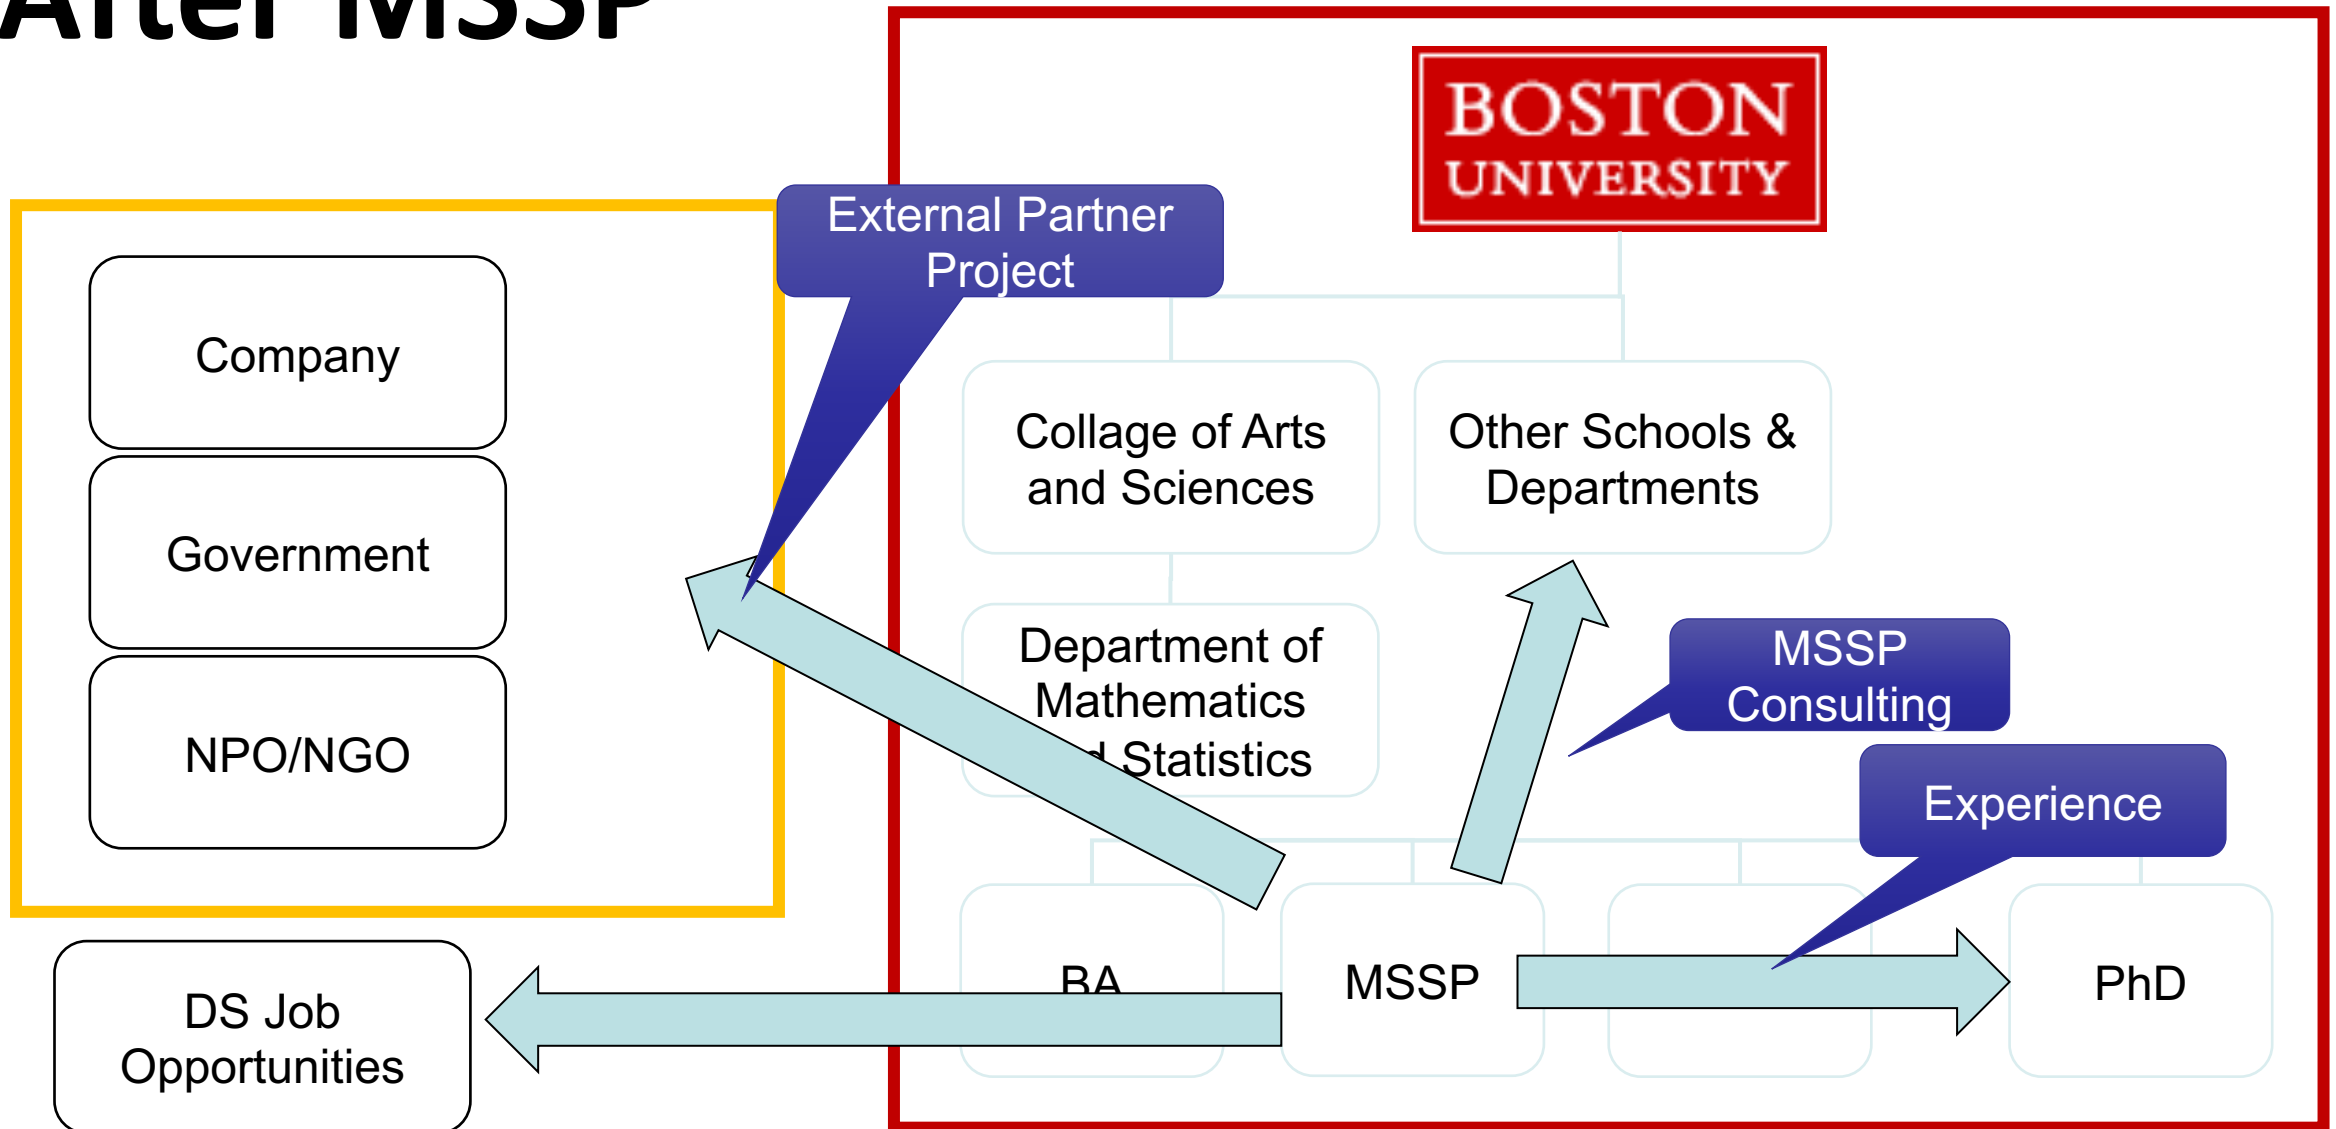 After MSSP
BOSTON
UNIVERSITY
External Partner
Project
Company
Government
NPO/NGO
Collage of Arts
and Sciences
Other Schools &
Departments
Department of
Mathematics
Statistics
MSSP
Consulting
Experience
BA
MSSP
PhD
DS Job
Opportunities